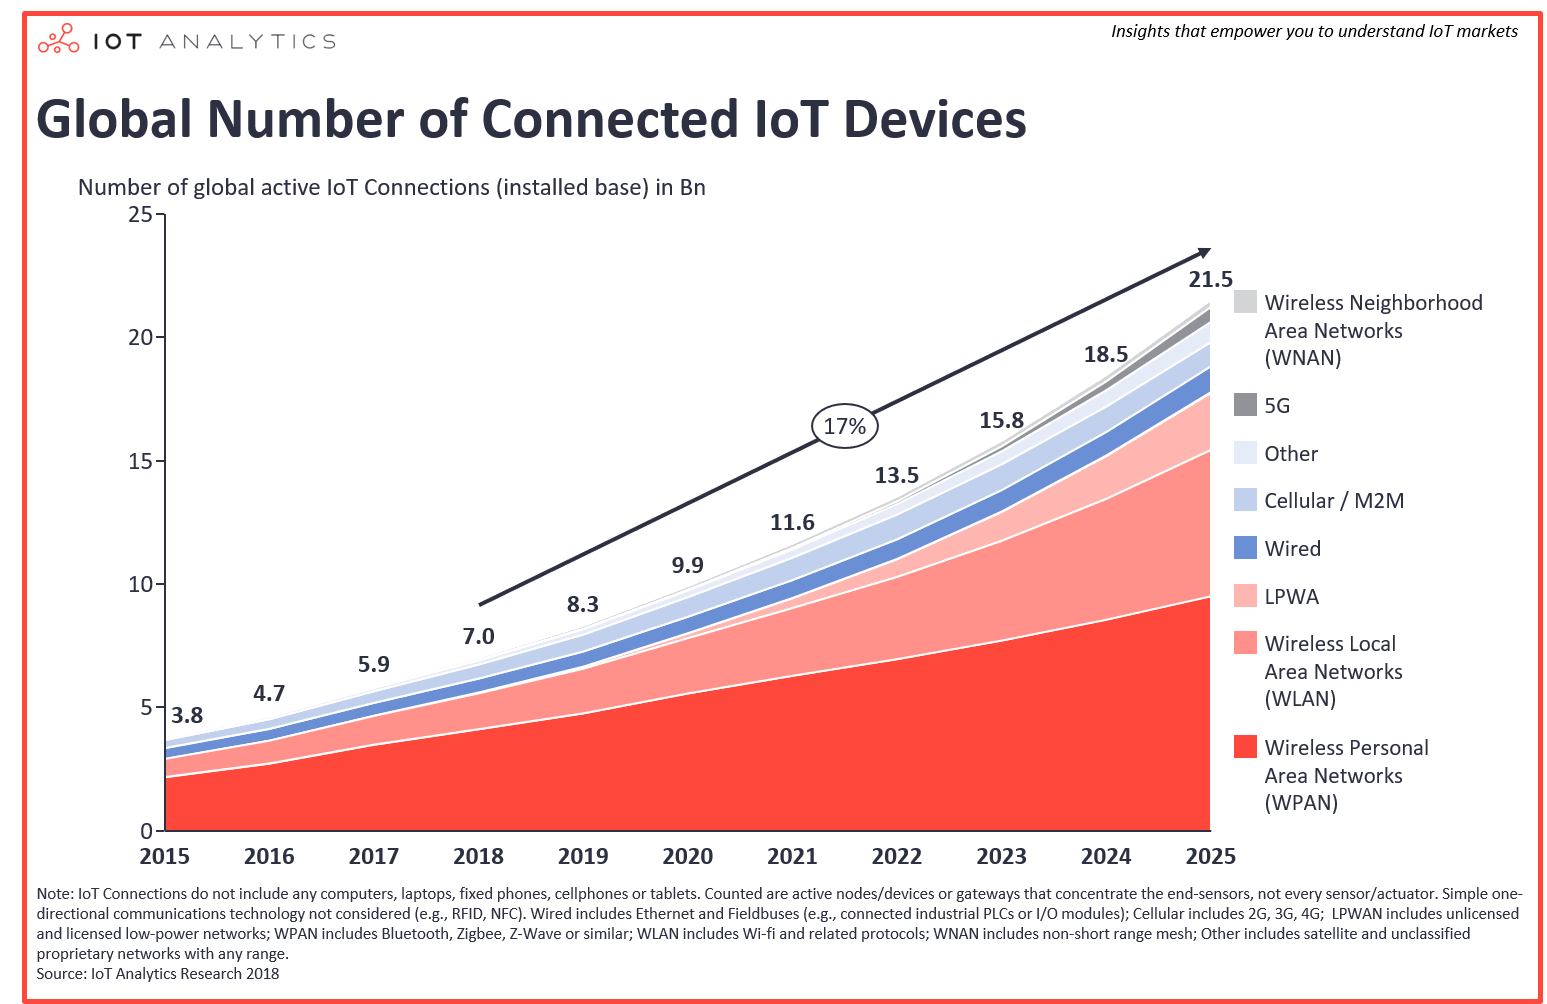 IOT ANALYTICS
Insights that empower you to understand IoT markets
Global Number of Connected IoT Devices
Number of global active IoT Connections (installed base) in Bn
25
20
15
10
5
0
3.8
4.7
5.9
7.0
8.3
9.9
11.6
13.5
15.8
18.5
21.5
17%
2015
2016
2017
2018
2019
2020
2021
2022
2023
2024
2025
Wireless Neighborhood
Area Networks
(WNAN)
5G
Other
Cellular / M2M
Wired
LPWA
Wireless Local
Area Networks
(WLAN)
Wireless Personal
Area Networks
(WPAN)
Note: IoT Connections do not include any computers, laptops, fixed phones, cellphones or tablets. Counted are active nodes/devices or gateways that concentrate the end-sensors, not every sensor/actuator. Simple one-
directional communications technology not considered (e.g., RFID, NFC). Wired includes Ethernet and Fieldbuses (e.g., connected industrial PLCs or I/O modules); Cellular includes 2G, 3G, 4G; LPWAN includes unlicensed
and licensed low-power networks; WPAN includes Bluetooth, Zigbee, Z-Wave or similar; WLAN includes Wi-fi and related protocols; WNAN includes non-short range mesh; Other includes satellite and unclassified
proprietary networks with any range.
Source: IoT Analytics Research 2018